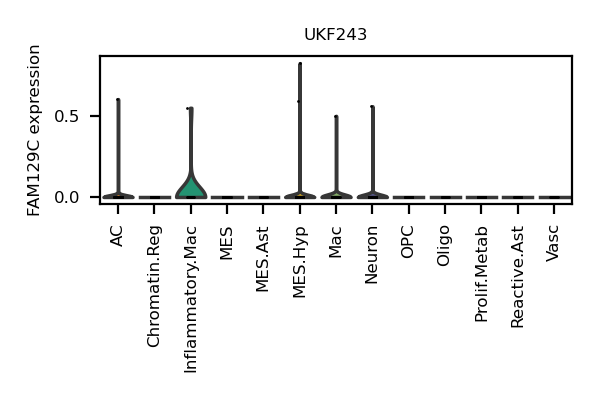 UKF243
FAM129C expression
0.5
0.0
AC
Chromatin.Reg
Inflammatory.Mac
MES
MES.Ast
MES.Hyp
Mac
Neuron
OPC
Oligo
Prolif.Metab
Reactive.Ast
Vasc